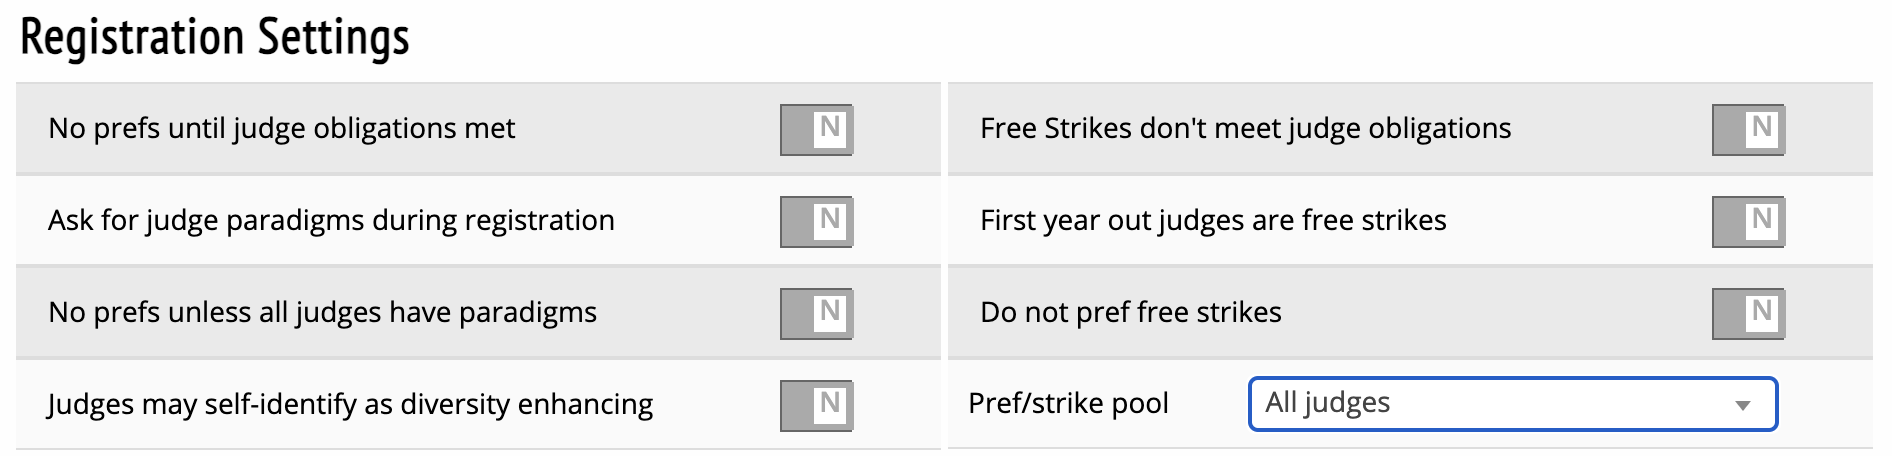 Registration Settings
No prefs until judge obligations met N
Free Strikes don't meet judge obligations N
Ask for judge paradigms during registration N
First year out judges are free strikes N
No prefs unless all judges have paradigms N
Do not pref free strikes N
Judges may self-identify as diversity enhancing N
Pref/strike pool All judges